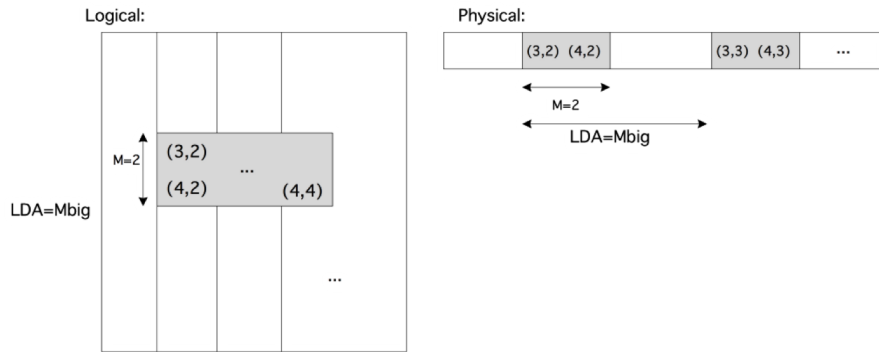 Logical:
M=2
(3,2)
...
(4,2)
(4,4)
LDA=Mbig
...
Physical:
(3,2) (4,2)
(3,3) (4,3)
...
M=2
LDA=Mbig